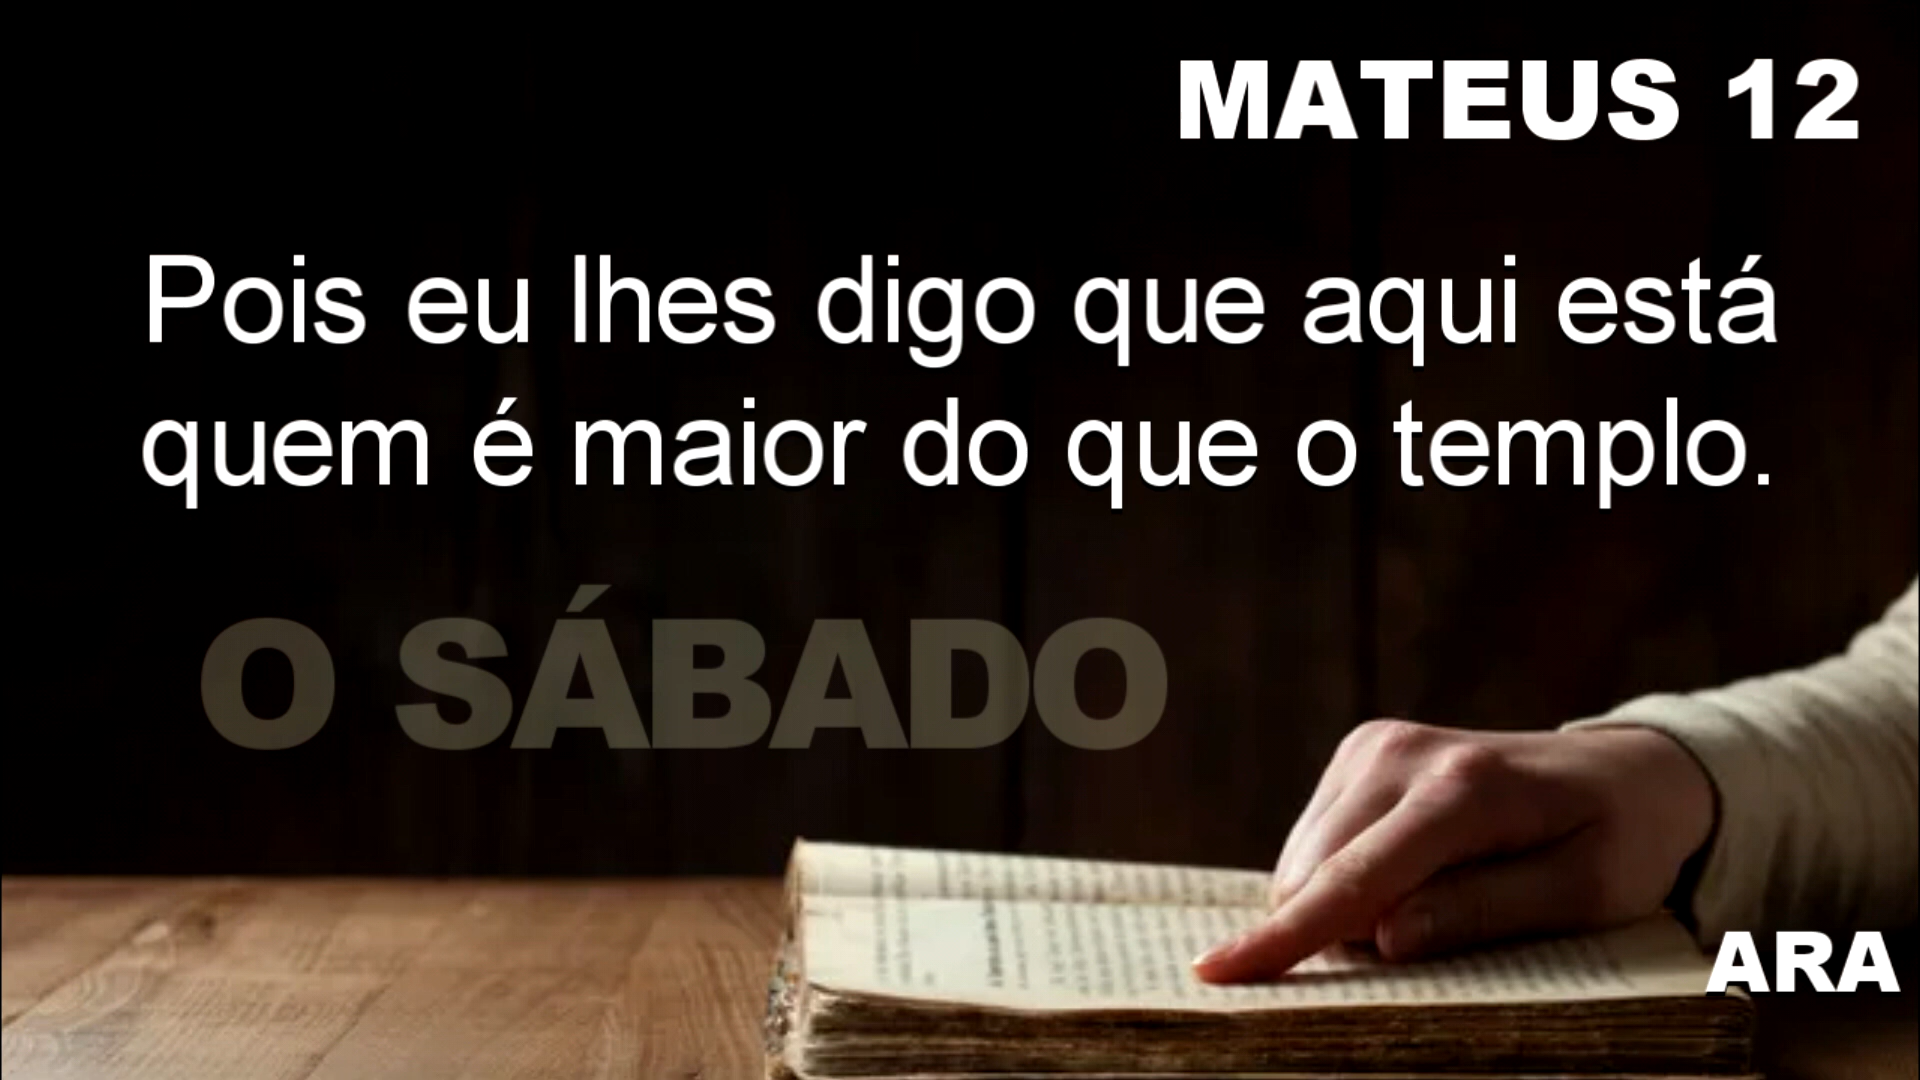 MATEUS 12
Pois eu lhes digo que aqui está
quem é maior do que o templo.
O SÁBADO
ARA